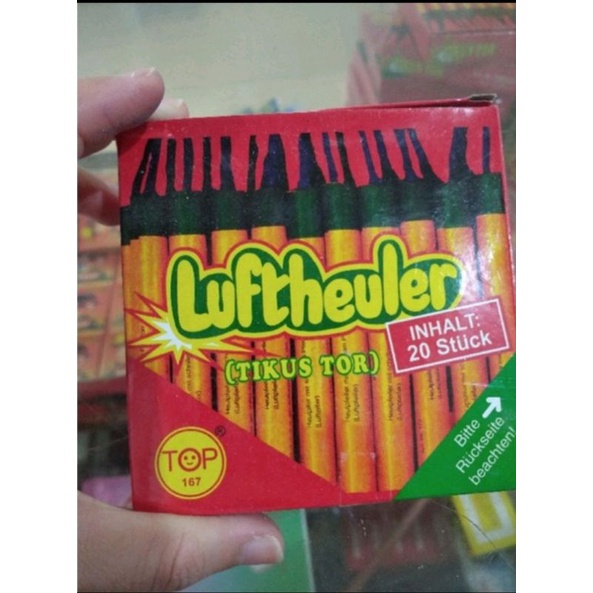 Luftheuler
(TIKUS TOR)
INHALT:
20 Stück
TOP
®
167
Bitte
Rückseite
beachten!